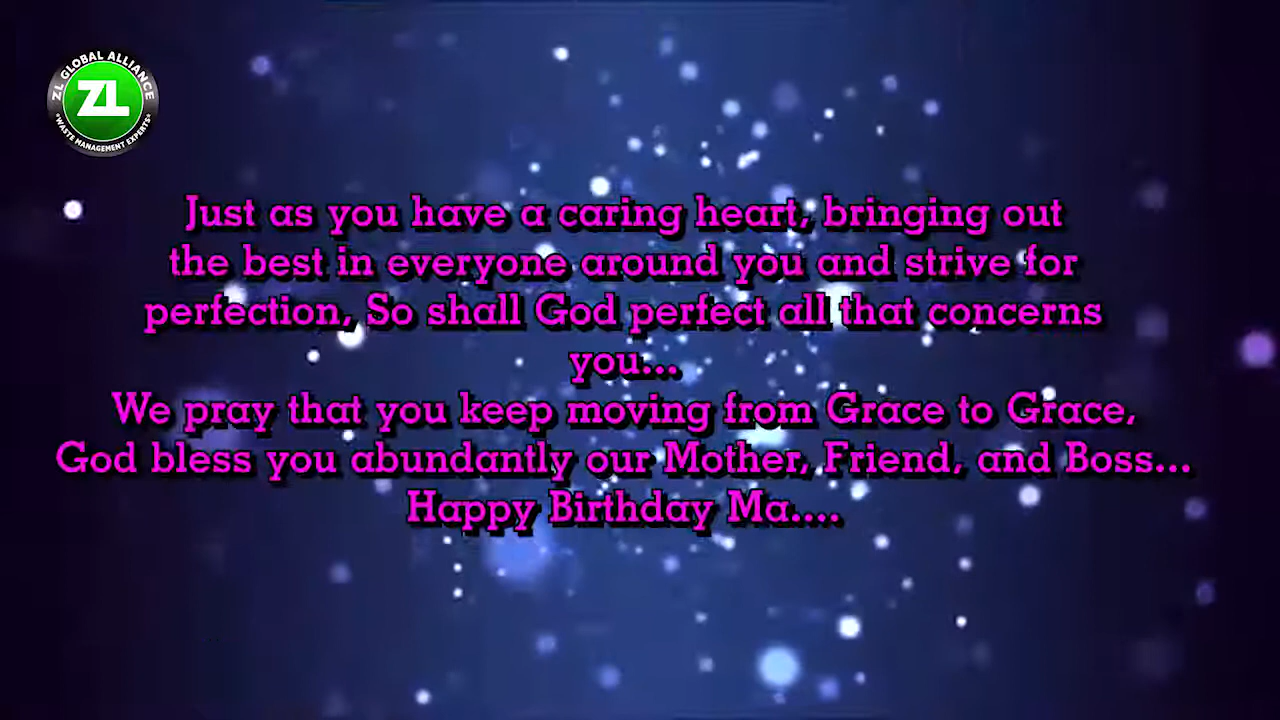 ZL GLOBAL ALLIANCE
ZL
*WASTE MANAGEMENT EXPERTS*
Just as you have a caring heart, bringing out
the best in everyone around you and strive for
perfection, So shall God perfect all that concerns
you...
We pray that you keep moving from Grace to Grace,
God bless you abundantly our Mother, Friend, and Boss...
Happy Birthday Ma....